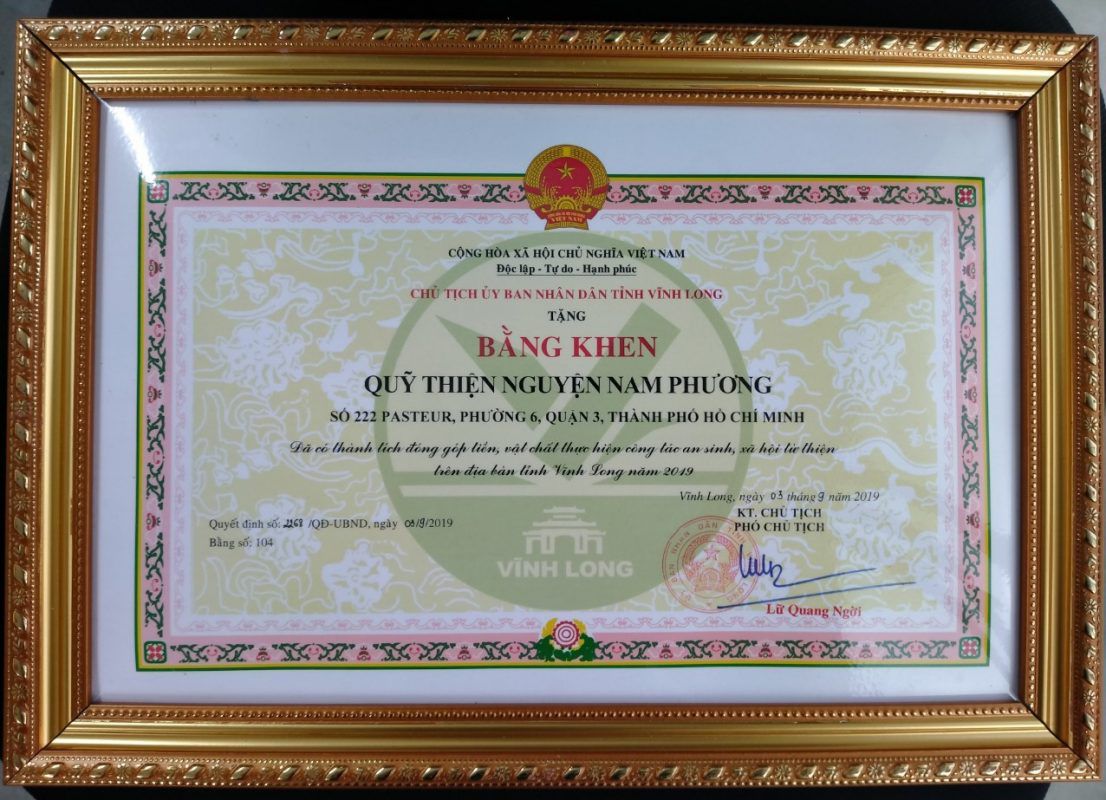 CỘNG HÒA XÃ HỘI CHỦ NGHĨA VIỆT NAM
Độc lập - Tự do - Hạnh phúc
CHỦ TỊCH ỦY BAN NHÂN DÂN TỈNH VĨNH LONG
TẶNG
BẰNG KHEN
QUỸ THIỆN NGUYỆN NAM PHƯƠNG
SỐ 222 PASTEUR, PHƯỜNG 6, QUẬN 3, THÀNH PHỐ HỒ CHÍ MINH
Đã có thành tích đóng góp tiền, vật chất thực hiện công tác an sinh, xã hội từ thiện
trên địa bàn tỉnh Vĩnh Long năm 2019
Vĩnh Long, ngày 03 tháng 9 năm 2019
KT. CHỦ TỊCH
PHÓ CHỦ TỊCH
Quyết định số: /QĐ-UBND, ngày 03/9/2019
Bằng số: 104
VĨNH LONG
Lữ Quang Ngời